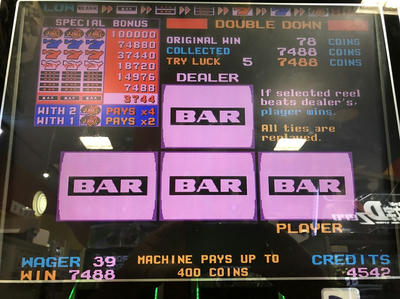 LOW BLANK
SPECIAL BONUS
100000
74880
37440
18720
14976
7488
3744
WITH 2 PAYS x4
WITH 1 PAYS x2
DOUBLE DOWN
ORIGINAL WIN 78 COINS
COLLECTED 7488 COINS
TRY LUCK 5 7488 COINS
DEALER
BAR
If selected reel
beats dealer's,
player wins.
All ties are
replayed.
BAR BAR BAR
PLAYER
WAGER 39
WIN 7488
MACHINE PAYS UP TO
400 COINS
CREDITS
4542